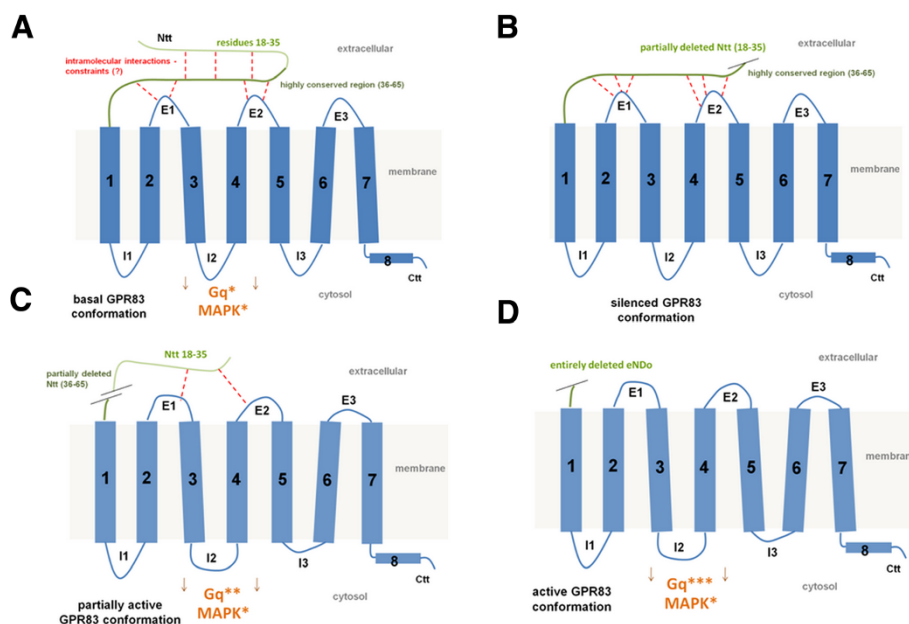 A
Ntt
residues 18-35
extracellular
intramolecular interactions -
constraints (?)
highly conserved region (36-65)
E1
E2
E3
1
2
3
4
5
6
7
membrane
I1
I2
I3
8
Ctt
basal GPR83
conformation
Gq*
MAPK*
cytosol
B
partially deleted Ntt (18-35)
extracellular
highly conserved region (36-65)
E1
E2
E3
1
2
3
4
5
6
7
membrane
I1
I2
I3
8
Ctt
silenced GPR83
conformation
cytosol
C
Ntt 18-35
partially deleted
Ntt (36-65)
extracellular
E1
E2
E3
1
2
3
4
5
6
7
membrane
I1
I2
I3
8
Ctt
partially active
GPR83 conformation
Gq**
MAPK*
cytosol
D
entirely deleted eNDo
extracellular
E1
E2
E3
1
2
3
4
5
6
7
membrane
I1
I2
I3
8
Ctt
active GPR83
conformation
Gq***
MAPK*
cytosol